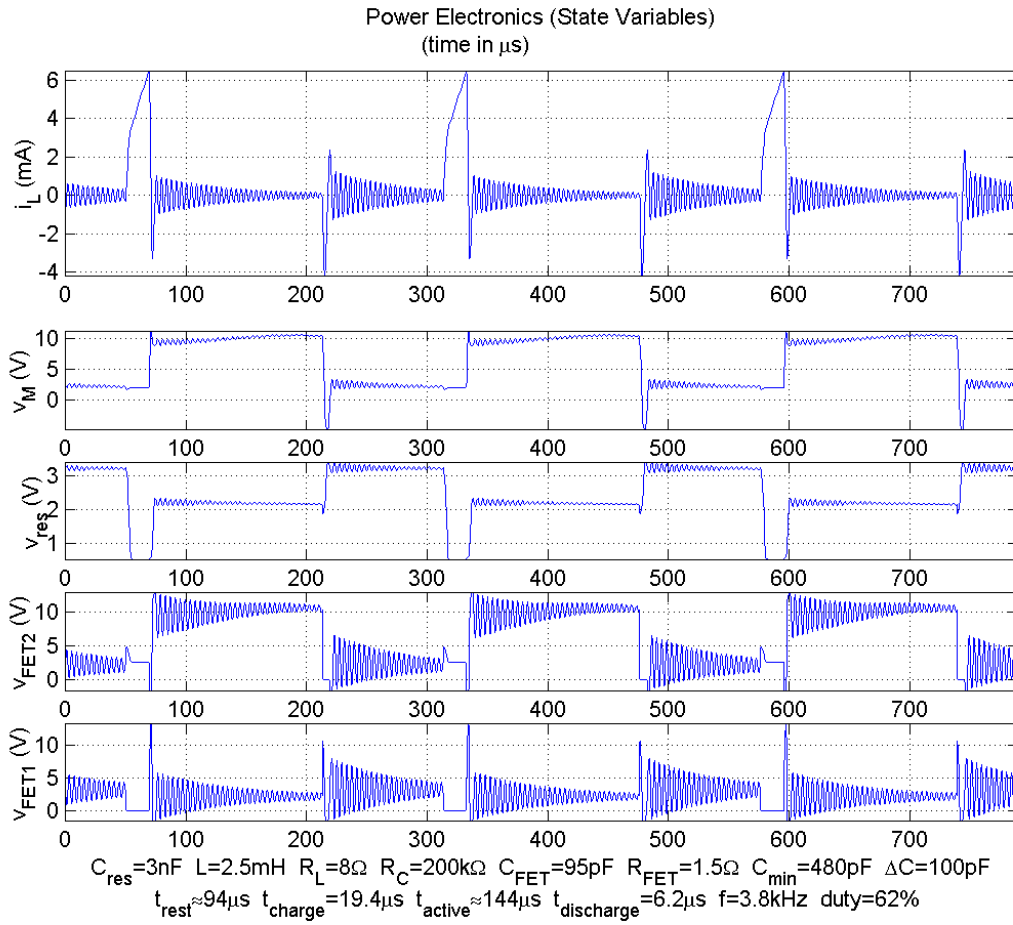 Power Electronics (State Variables)
(time in μs)
i_L (mA)
6
4
2
0
-2
-4
0 100 200 300 400 500 600 700
v_M (V)
10
5
0
0 100 200 300 400 500 600 700
v_res (V)
3
2
1
0 100 200 300 400 500 600 700
v_FET2 (V)
10
5
0
0 100 200 300 400 500 600 700
v_FET1 (V)
10
5
0
0 100 200 300 400 500 600 700
C_res=3nF L=2.5mH R_L=8Ω R_C=200kΩ C_FET=95pF R_FET=1.5Ω C_min=480pF ΔC=100pF
t_rest≈94μs t_charge=19.4μs t_active≈144μs t_discharge=6.2μs f=3.8kHz duty=62%